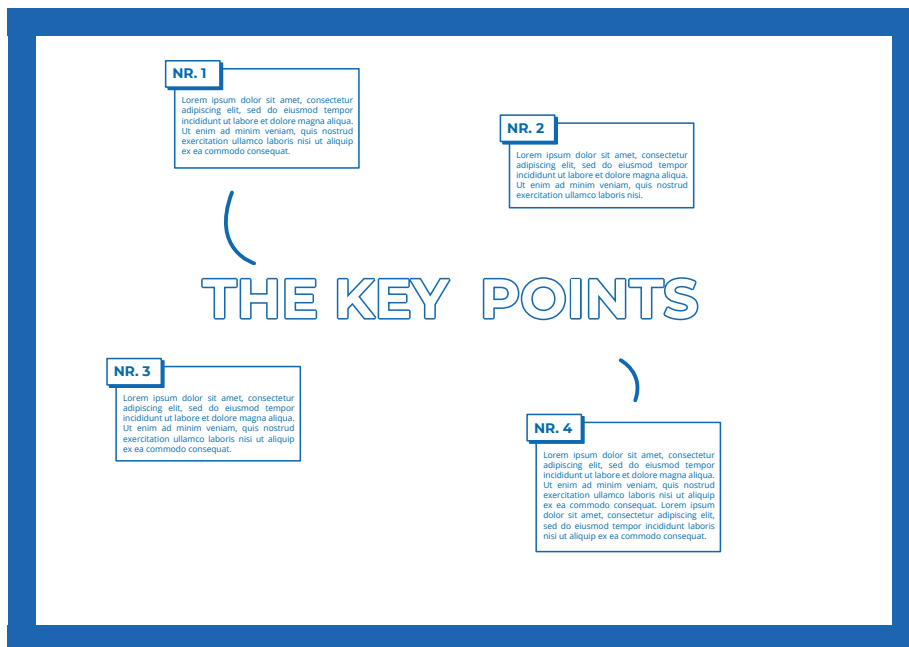 NR. 1
Lorem ipsum dolor sit amet, consectetur
adipiscing elit, sed do eiusmod tempor
incididunt ut labore et dolore magna aliqua.
Ut enim ad minim veniam, quis nostrud
exercitation ullamco laboris nisi ut aliquip
ex ea commodo consequat.
NR. 2
Lorem ipsum dolor sit amet, consectetur
adipiscing elit, sed do eiusmod tempor
incididunt ut labore et dolore magna aliqua.
Ut enim ad minim veniam, quis nostrud
exercitation ullamco laboris nisi.
THE KEY POINTS
NR. 3
Lorem ipsum dolor sit amet, consectetur
adipiscing elit, sed do eiusmod tempor
incididunt ut labore et dolore magna aliqua.
Ut enim ad minim veniam, quis nostrud
exercitation ullamco laboris nisi ut aliquip
ex ea commodo consequat.
NR. 4
Lorem ipsum dolor sit amet, consectetur
adipiscing elit, sed do eiusmod tempor
incididunt ut labore et dolore magna aliqua.
Ut enim ad minim veniam, quis nostrud
exercitation ullamco laboris nisi ut aliquip
ex ea commodo consequat. Lorem ipsum
dolor sit amet, consectetur adipiscing elit,
sed do eiusmod tempor incididunt laboris
nisi ut aliquip ex ea commodo consequat.